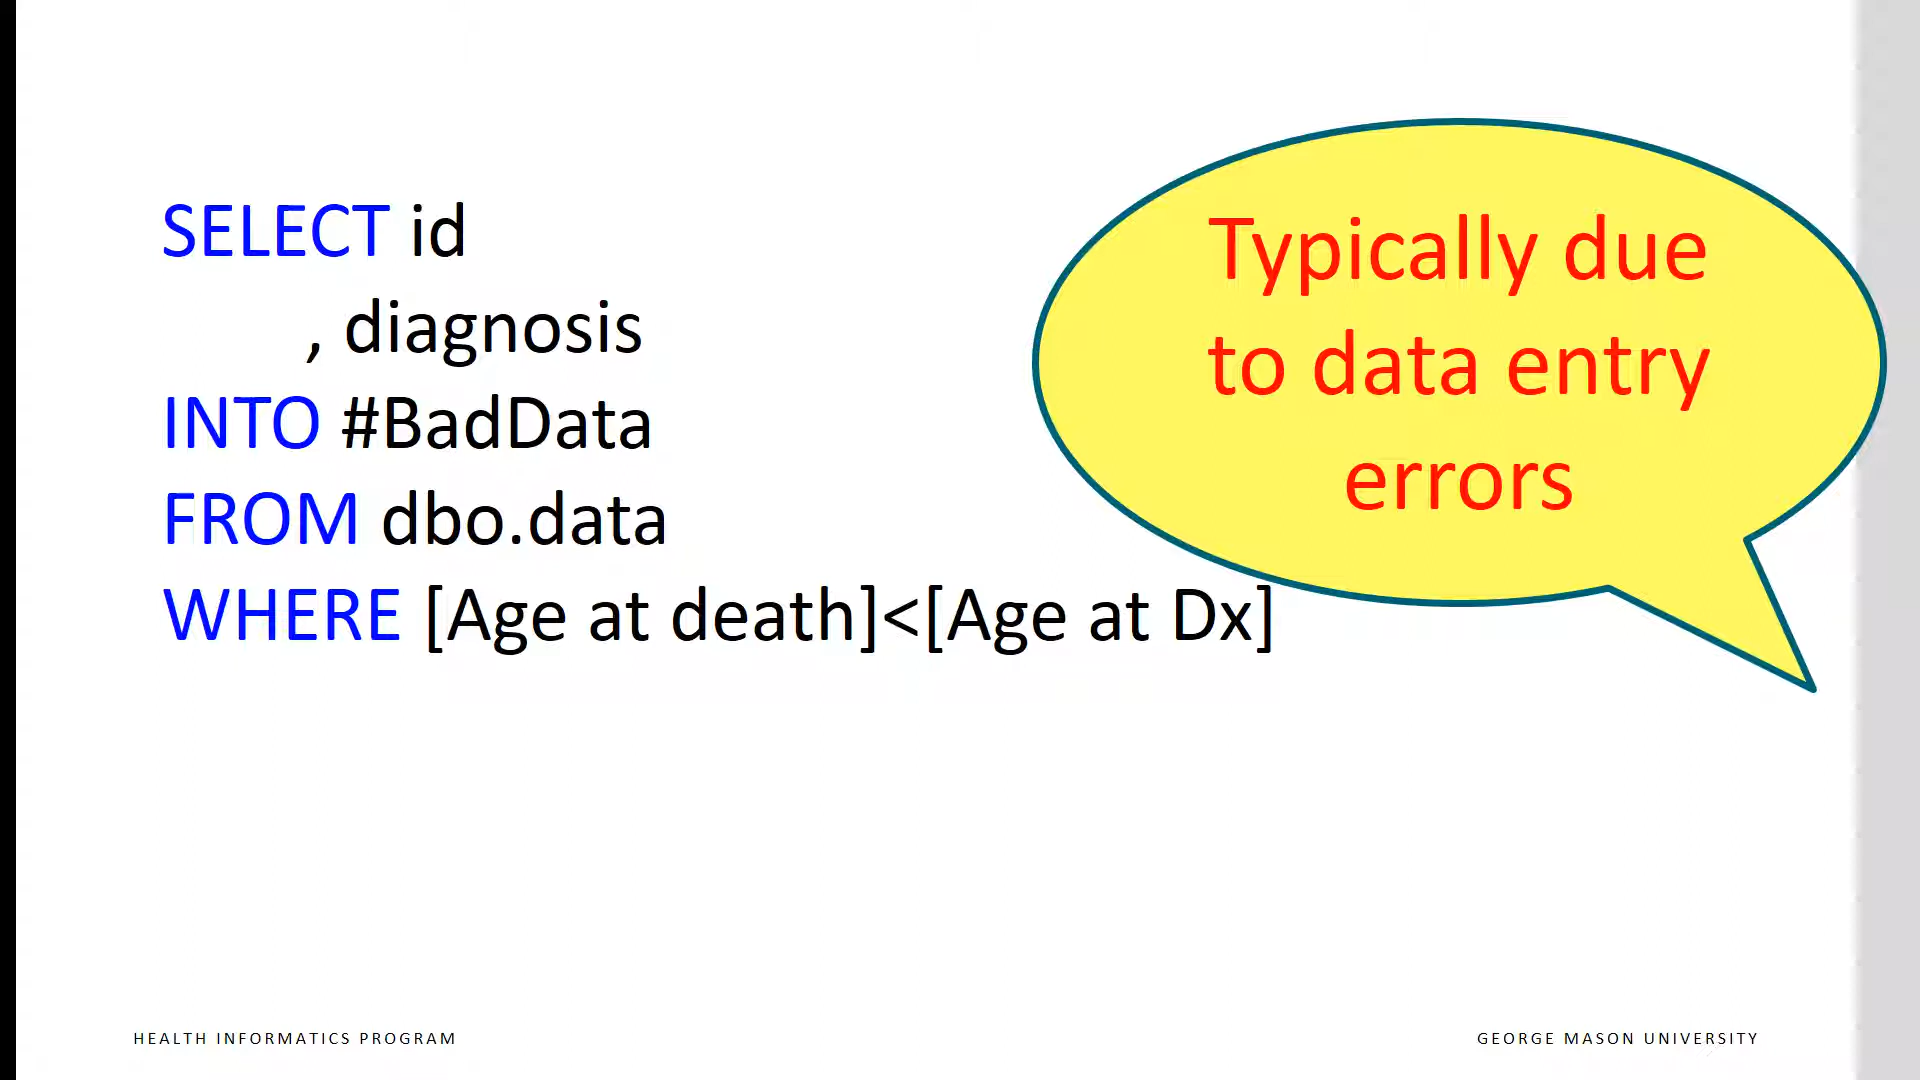 SELECT id
, diagnosis
INTO #BadData
FROM dbo.data
WHERE [Age at death]<[Age at Dx]
Typically due
to data entry
errors
HEALTH INFORMATICS PROGRAM
GEORGE MASON UNIVERSITY